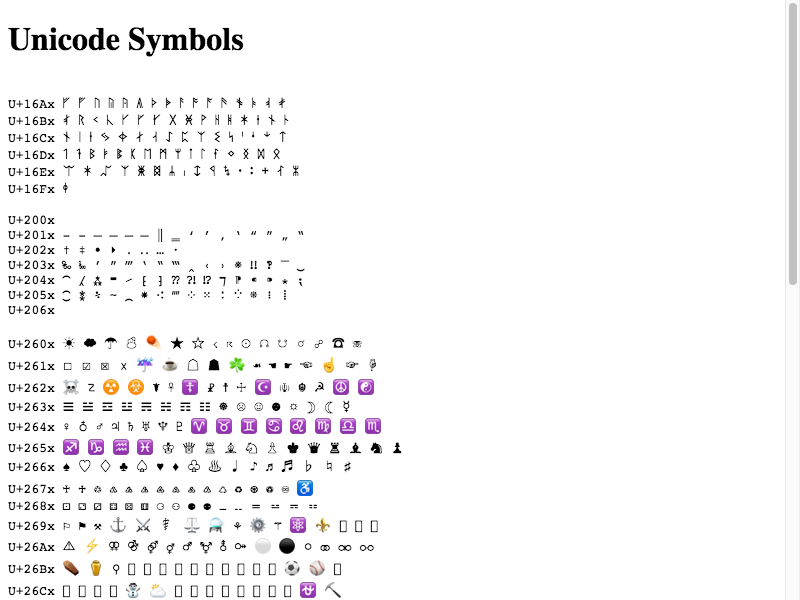 Unicode Symbols
U+16Ax ᚠ ᚡ ᚢ ᚣ ᚤ ᚥ ᚦ ᚧ ᚨ ᚩ ᚪ ᚫ ᚬ ᚭ ᚮ ᚯ
U+16Bx ᚰ ᚱ ᚲ ᚳ ᚴ ᚵ ᚶ ᚷ ᚸ ᚹ ᚺ ᚻ ᚼ ᚽ ᚾ ᚿ
U+16Cx ᛀ ᛁ ᛂ ᛃ ᛄ ᛅ ᛆ ᛇ ᛈ ᛉ ᛊ ᛋ ᛌ ᛍ ᛎ ᛏ
U+16Dx ᛐ ᛑ ᛒ ᛓ ᛔ ᛕ ᛖ ᛗ ᛘ ᛙ ᛚ ᛛ ᛜ ᛝ ᛞ ᛟ
U+16Ex ᛠ ᛡ ᛢ ᛣ ᛤ ᛥ ᛦ ᛧ ᛨ ᛩ ᛪ ᛫ ᛬ ᛭ ᛮ ᛯ
U+16Fx ᛰ
U+200x
U+201x ‐ ‑ ‒ – — ― ‖ ‗ ‘ ’ ‚ ‛ “ ” „ ‟
U+202x † ‡ • ‣ ․ ‥ … ‧
U+203x ‰ ‱ ′ ″ ‴ ‵ ‶ ‷ ‸ ‹ › ※ ‼ ‽ ‾ ‿
U+204x ⁀ ⁁ ⁂ ⁃ ⁄ ⁅ ⁆ ⁇ ⁈ ⁉ ⁊ ⁋ ⁌ ⁍ ⁎ ⁏
U+205x ⁐ ⁑ ⁒ ⁓ ⁔ ⁕ ⁖ ⁗ ⁘ ⁙ ⁚ ⁛ ⁜ ⁝ ⁞
U+206x
U+260x ☀ ☁ ☂ ☃ ☄ ★ ☆ ☇ ☈ ☉ ☊ ☋ ☌ ☍ ☎ ☏
U+261x ☐ ☑ ☒ ☓ ☔ ☕ ☖ ☗ ☘ ☙ ☚ ☛ ☜ ☝ ☞ ☟
U+262x ☠ ☡ ☢ ☣ ☤ ☥ ☦ ☧ ☨ ☩ ☪ ☫ ☬ ☭ ☮ ☯
U+263x ☰ ☱ ☲ ☳ ☴ ☵ ☶ ☷ ☸ ☹ ☺ ☻ ☼ ☽ ☾ ☿
U+264x ♀ ♁ ♂ ♃ ♄ ♅ ♆ ♇ ♈ ♉ ♊ ♋ ♌ ♍ ♎ ♏
U+265x ♐ ♑ ♒ ♓ ♔ ♕ ♖ ♗ ♘ ♙ ♚ ♛ ♜ ♝ ♞ ♟
U+266x ♠ ♡ ♢ ♣ ♤ ♥ ♦ ♧ ♨ ♩ ♪ ♫ ♬ ♭ ♮ ♯
U+267x ♰ ♱ ♲ ♳ ♴ ♵ ♶ ♷ ♸ ♹ ♺ ♻ ♼ ♽ ♾ ♿
U+268x ⚀ ⚁ ⚂ ⚃ ⚄ ⚅ ⚆ ⚇ ⚈ ⚉ ⚊ ⚋ ⚌ ⚍ ⚎ ⚏
U+269x ⚐ ⚑ ⚒ ⚓ ⚔ ⚕ ⚖ ⚗ ⚘ ⚙ ⚚ ⚛ ⚜
U+26Ax ⚠ ⚡ ⚢ ⚣ ⚤ ⚥ ⚦ ⚧ ⚨ ⚩ ⚪ ⚫ ⚬ ⚭ ⚮ ⚯
U+26Bx ⚰ ⚱ ⚲ ⚽ ⚾
U+26Cx ⛄ ⛅ ⛎ ⛏